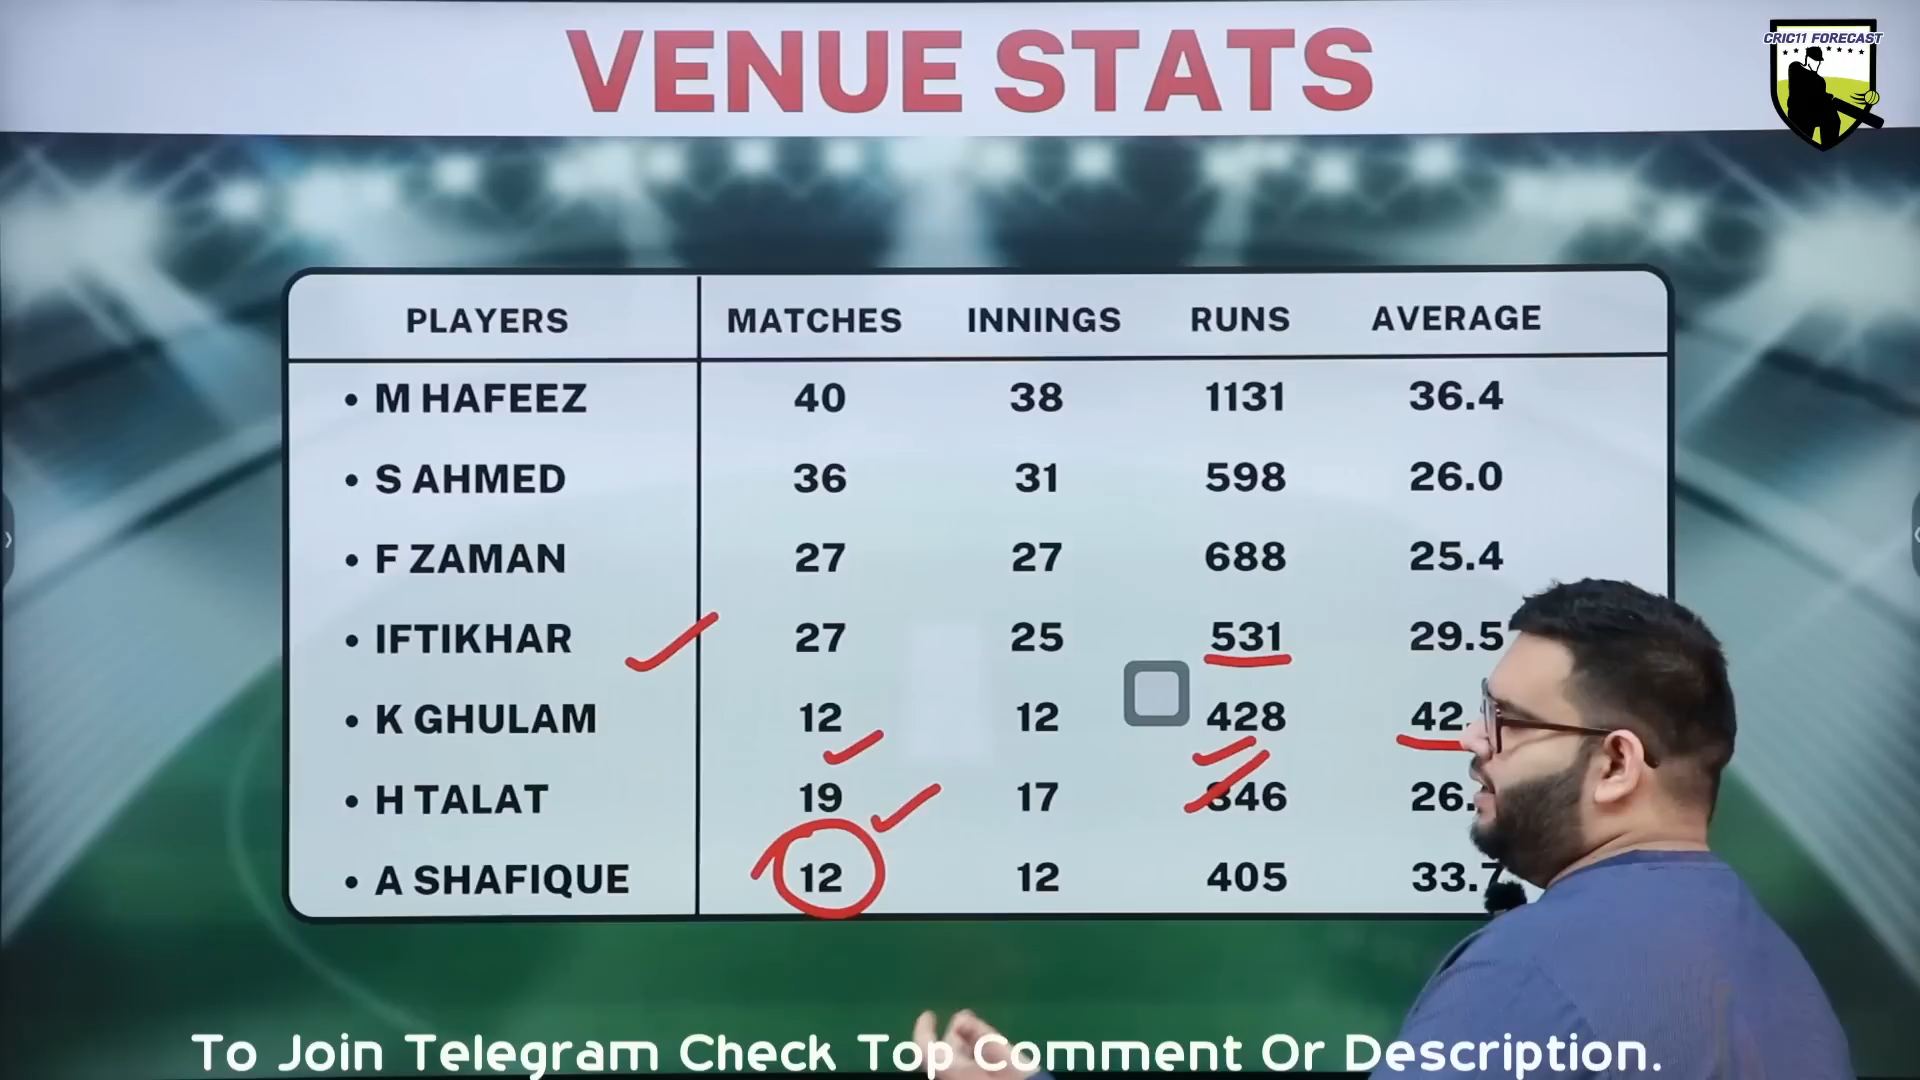 VENUE STATS
CRIC11 FORECAST
PLAYERS MATCHES INNINGS RUNS AVERAGE
• M HAFEEZ 40 38 1131 36.4
• S AHMED 36 31 598 26.0
• F ZAMAN 27 27 688 25.4
• IFTIKHAR 27 25 531 29.5
• K GHULAM 12 12 428 42.
• H TALAT 19 17 26.
• A SHAFIQUE 12 12 405 33.7
To Join Telegram Check Top Comment Or Description.